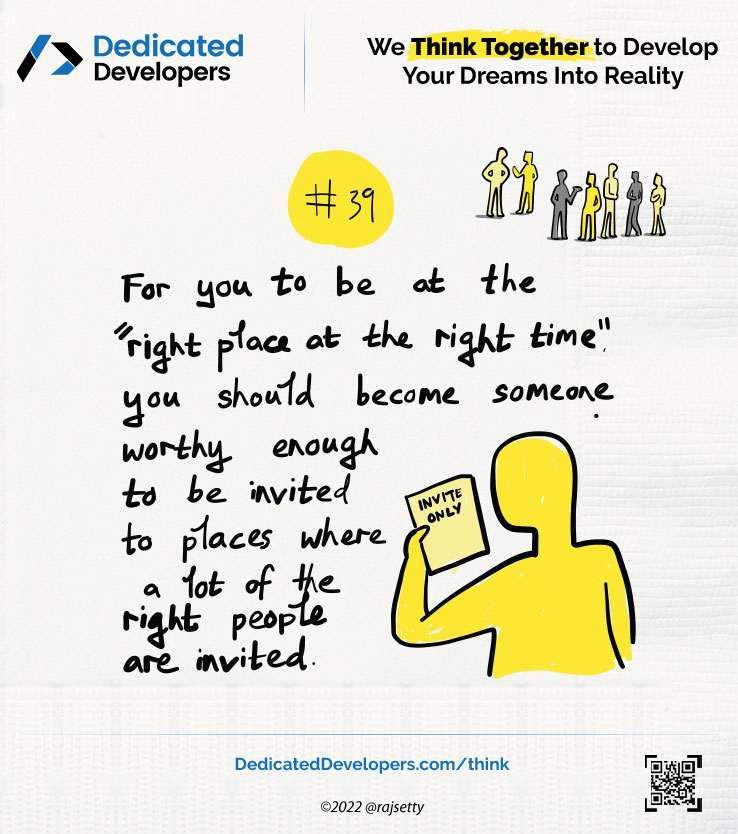 Dedicated
Developers
We Think Together to Develop
Your Dreams Into Reality
# 39
For you to be at the
"right place at the right time"
you should become someone
worthy enough
to be invited
to places where
a lot of the
right people
are invited.
INVITE
ONLY
DedicatedDevelopers.com/think
©2022 @rajsetty